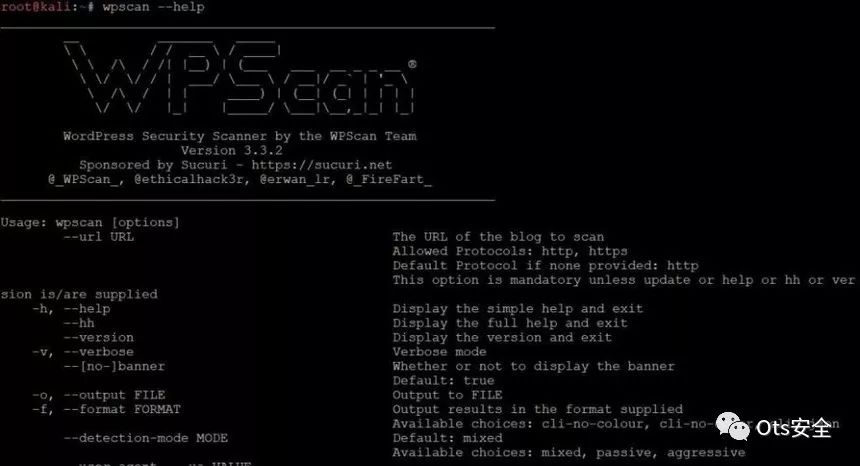 root@kali:~# wpscan --help
WPScan®
WordPress Security Scanner by the WPScan Team
Version 3.3.2
Sponsored by Sucuri - https://sucuri.net
@_WPScan_, @ethicalhack3r, @erwan_lr, @_FireFart_
Usage: wpscan [options]
--url URL The URL of the blog to scan
Allowed Protocols: http, https
Default Protocol if none provided: http
This option is mandatory unless update or help or hh or ver
sion is/are supplied
-h, --help Display the simple help and exit
--hh Display the full help and exit
--version Display the version and exit
-v, --verbose Verbose mode
--[no-]banner Whether or not to display the banner
Default: true
-o, --output FILE Output to FILE
-f, --format FORMAT Output results in the format supplied
Available choices: cli-no-colour, cli-no-
--detection-mode MODE Default: mixed
Available choices: mixed, passive, aggressive
Ots安全